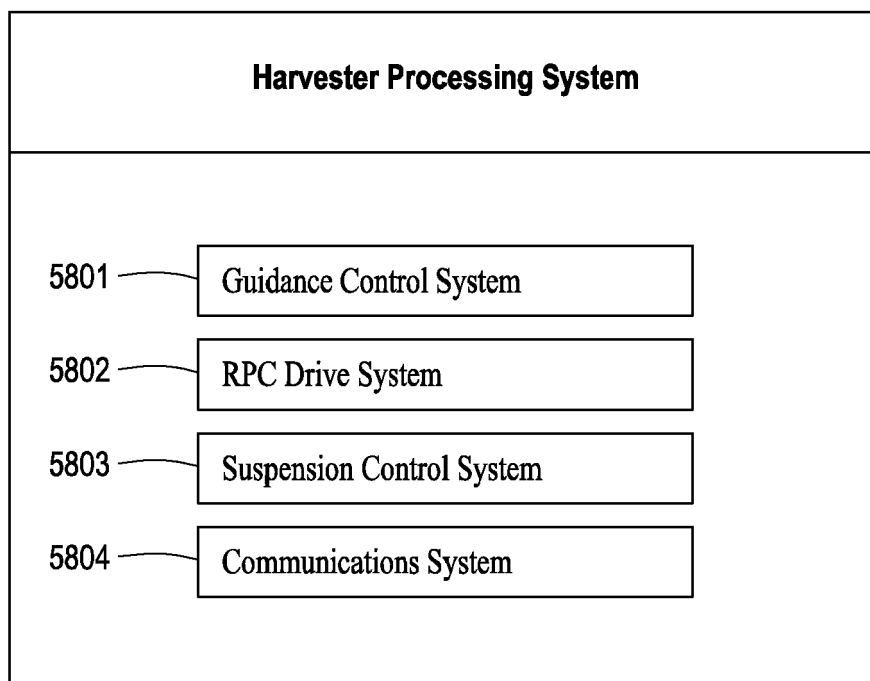 Harvester Processing System
5801 Guidance Control System
5802 RPC Drive System
5803 Suspension Control System
5804 Communications System